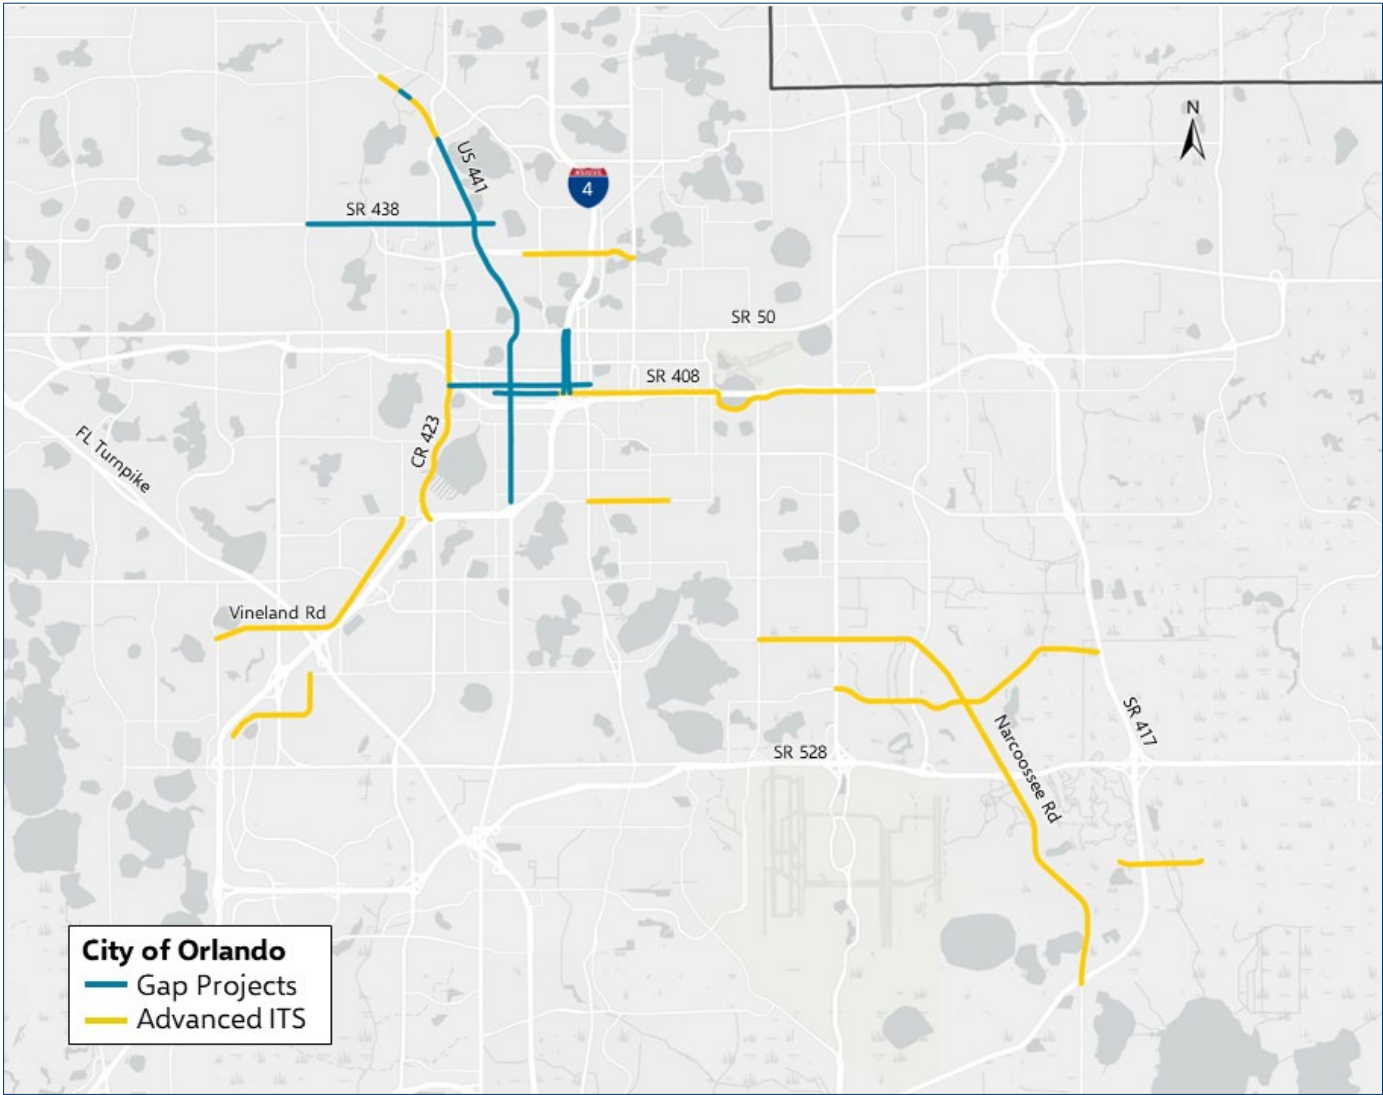 N
US 441
4
SR 438
SR 50
SR 408
CR 423
FL Turnpike
Vineland Rd
SR 417
Narcoossee Rd
SR 528
City of Orlando
Gap Projects
Advanced ITS